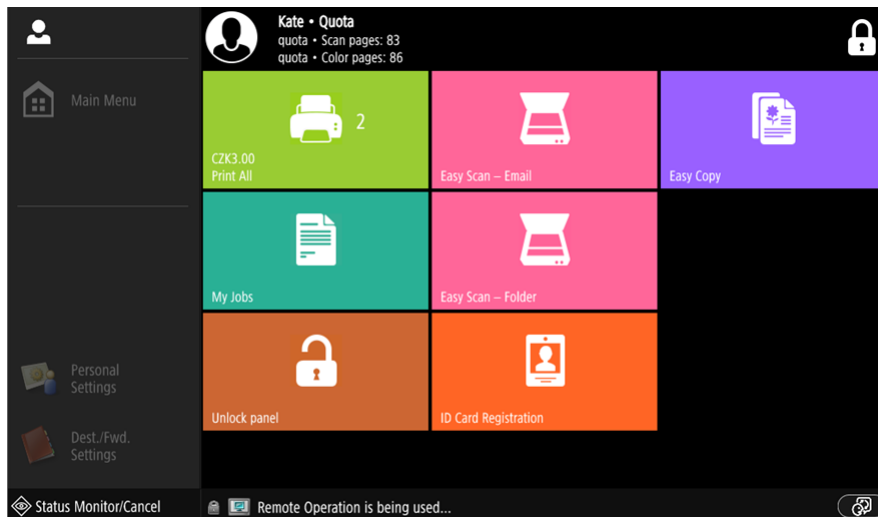 Kate • Quota
quota • Scan pages: 83
quota • Color pages: 86
Main Menu
2
CZK3.00
Print All
Easy Scan – Email
Easy Copy
My Jobs
Easy Scan – Folder
Personal
Settings
Unlock panel
ID Card Registration
Dest./Fwd.
Settings
Status Monitor/Cancel
Remote Operation is being used...